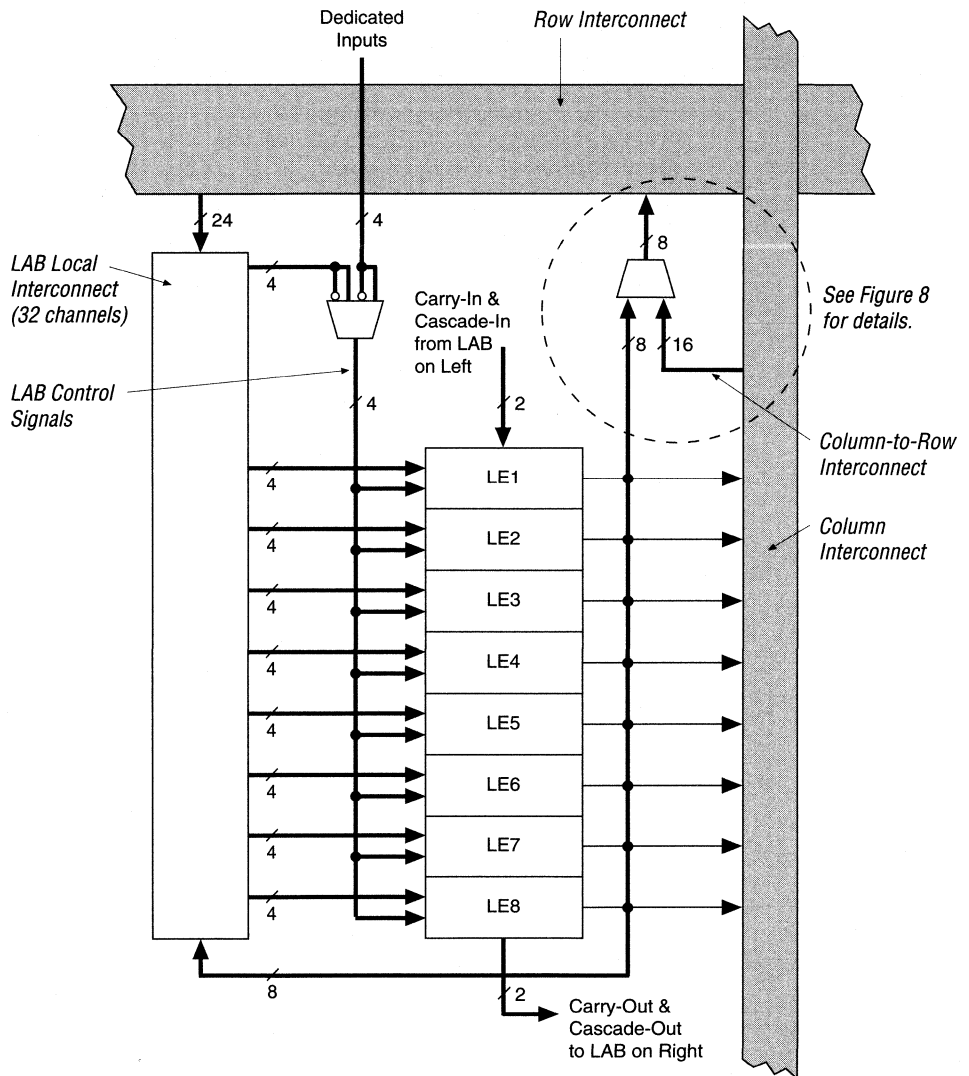 Dedicated
Inputs
Row Interconnect
24
4
8
LAB Local
Interconnect
(32 channels)
4
Carry-In &
Cascade-In
from LAB
on Left
See Figure 8
for details.
8
16
LAB Control
Signals
4
2
Column-to-Row
Interconnect
4
LE1
4
LE2
Column
Interconnect
4
LE3
4
LE4
4
LE5
4
LE6
4
LE7
4
LE8
8
2
Carry-Out &
Cascade-Out
to LAB on Right